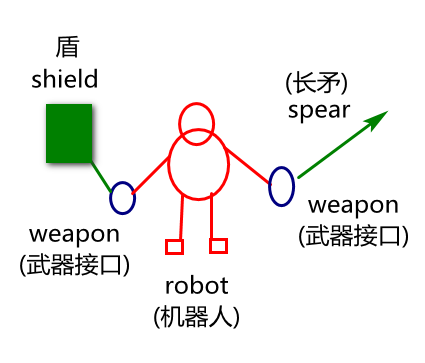 盾
shield
(长矛)
spear
weapon
(武器接口)
weapon
(武器接口)
robot
(机器人)